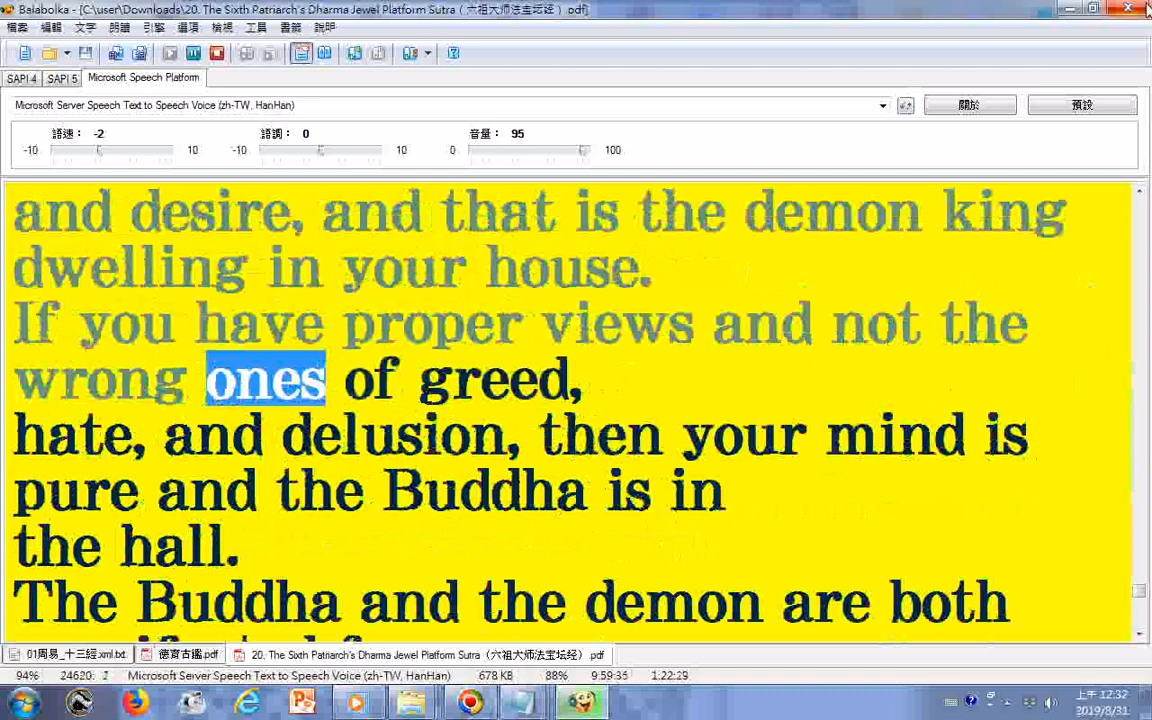 Balabolka - [C:\user\Downloads\20. The Sixth Patriarch's Dharma Jewel Platform Sutra（六祖大师法宝坛经）.pdf]
檔案 編輯 文字 朗讀 引擎 選項 檢視 工具 書籤 說明
SAPI 4 SAPI 5 Microsoft Speech Platform
Microsoft Server Speech Text to Speech Voice (zh-TW, HanHan) 關於 預設
語速： -2 語調： 0 音量： 95
-10 10 -10 10 0 100
and desire, and that is the demon king
dwelling in your house.
If you have proper views and not the
wrong ones of greed,
hate, and delusion, then your mind is
pure and the Buddha is in
the hall.
The Buddha and the demon are both
01周易_十三經.xml.txt 德育古鑑.pdf 20. The Sixth Patriarch's Dharma Jewel Platform Sutra（六祖大师法宝坛经）.pdf
94% Microsoft Server Speech Text to Speech Voice (zh-TW, HanHan) 678 KB 88% 9:59:35 1:22:29
上午 12:32
2019/8/31